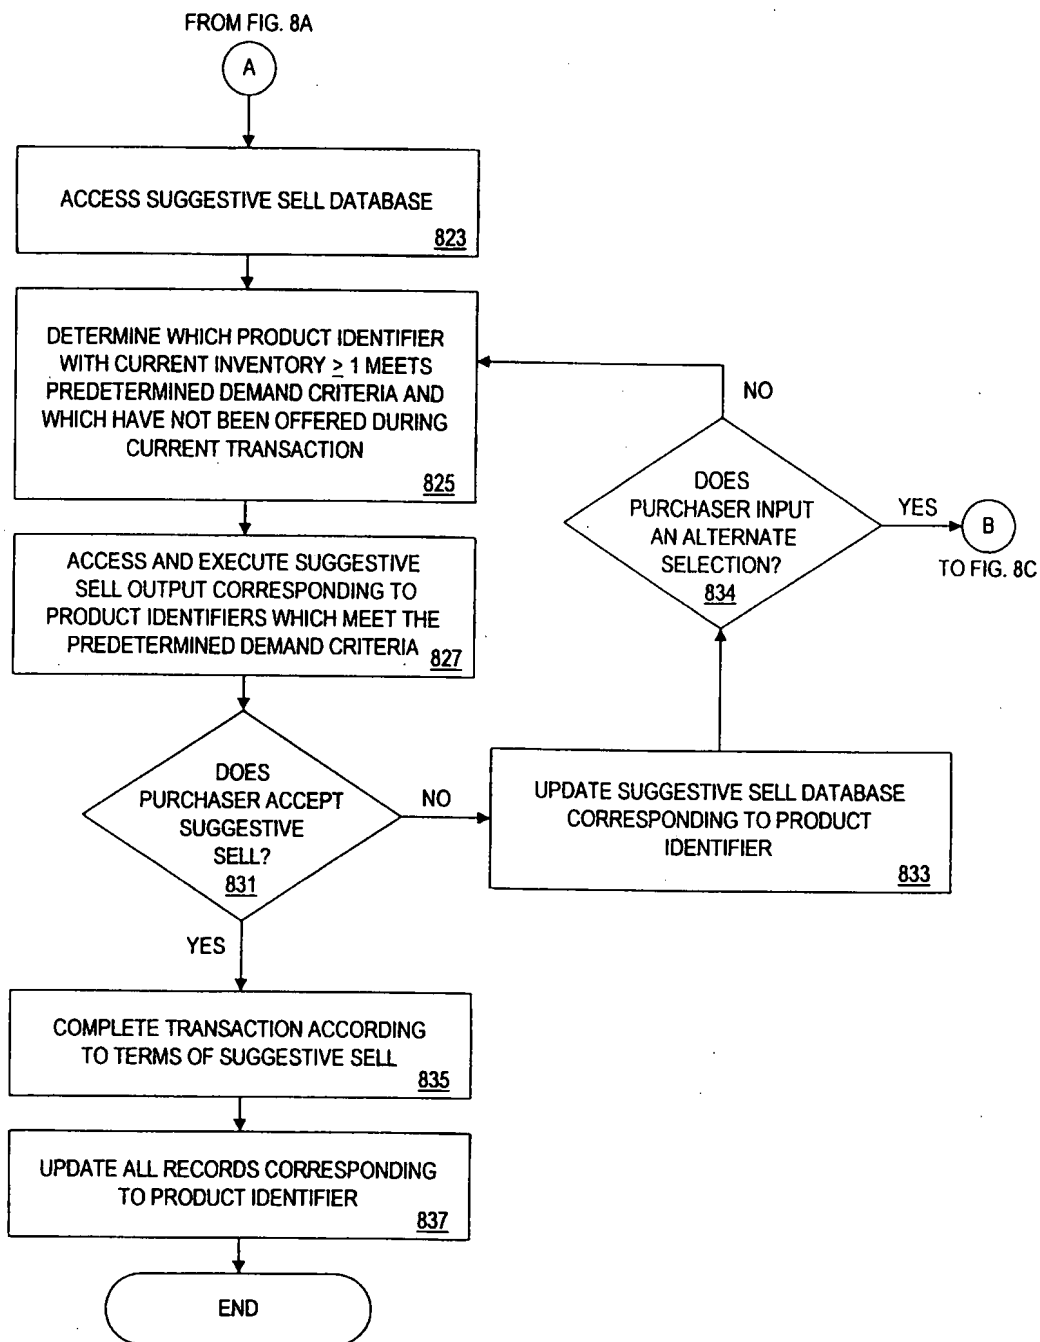 FROM FIG. 8A
A
ACCESS SUGGESTIVE SELL DATABASE
823
DETERMINE WHICH PRODUCT IDENTIFIER
WITH CURRENT INVENTORY ≥ 1 MEETS
PREDETERMINED DEMAND CRITERIA AND
WHICH HAVE NOT BEEN OFFERED DURING
CURRENT TRANSACTION
825
ACCESS AND EXECUTE SUGGESTIVE
SELL OUTPUT CORRESPONDING TO
PRODUCT IDENTIFIERS WHICH MEET THE
PREDETERMINED DEMAND CRITERIA
827
DOES
PURCHASER ACCEPT
SUGGESTIVE
SELL?
831
NO
UPDATE SUGGESTIVE SELL DATABASE
CORRESPONDING TO PRODUCT
IDENTIFIER
833
DOES
PURCHASER INPUT
AN ALTERNATE
SELECTION?
834
NO
YES
B
TO FIG. 8C
YES
COMPLETE TRANSACTION ACCORDING
TO TERMS OF SUGGESTIVE SELL
835
UPDATE ALL RECORDS CORRESPONDING
TO PRODUCT IDENTIFIER
837
END